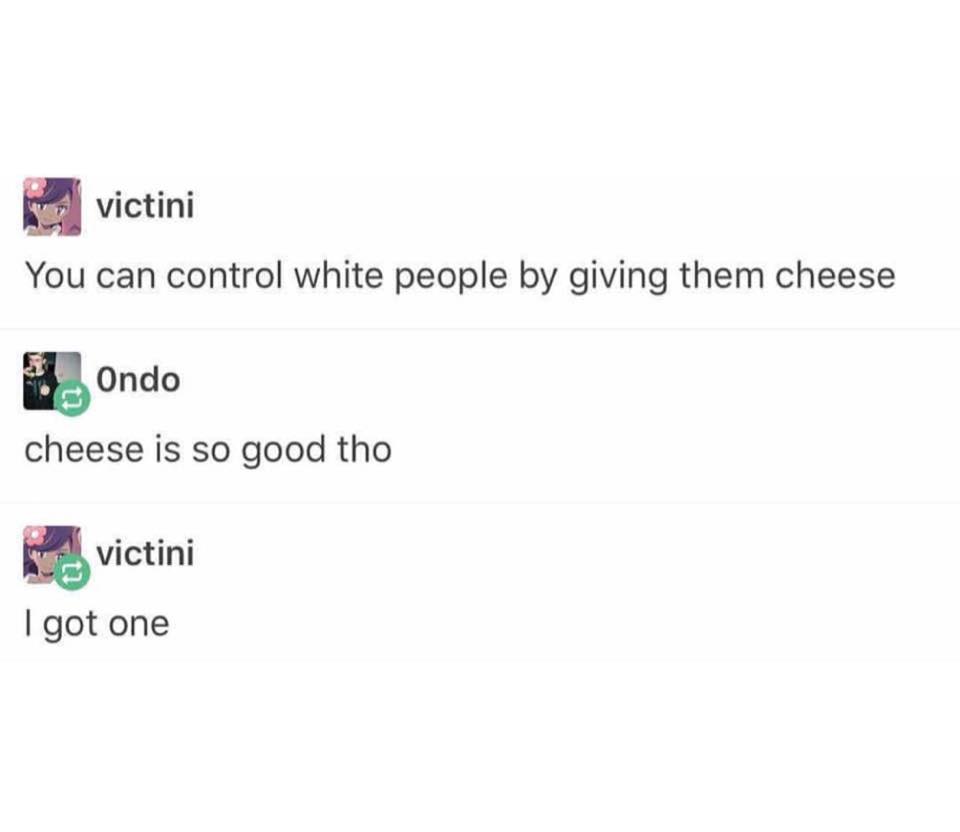 victini
You can control white people by giving them cheese
0ndo
cheese is so good tho
victini
I got one